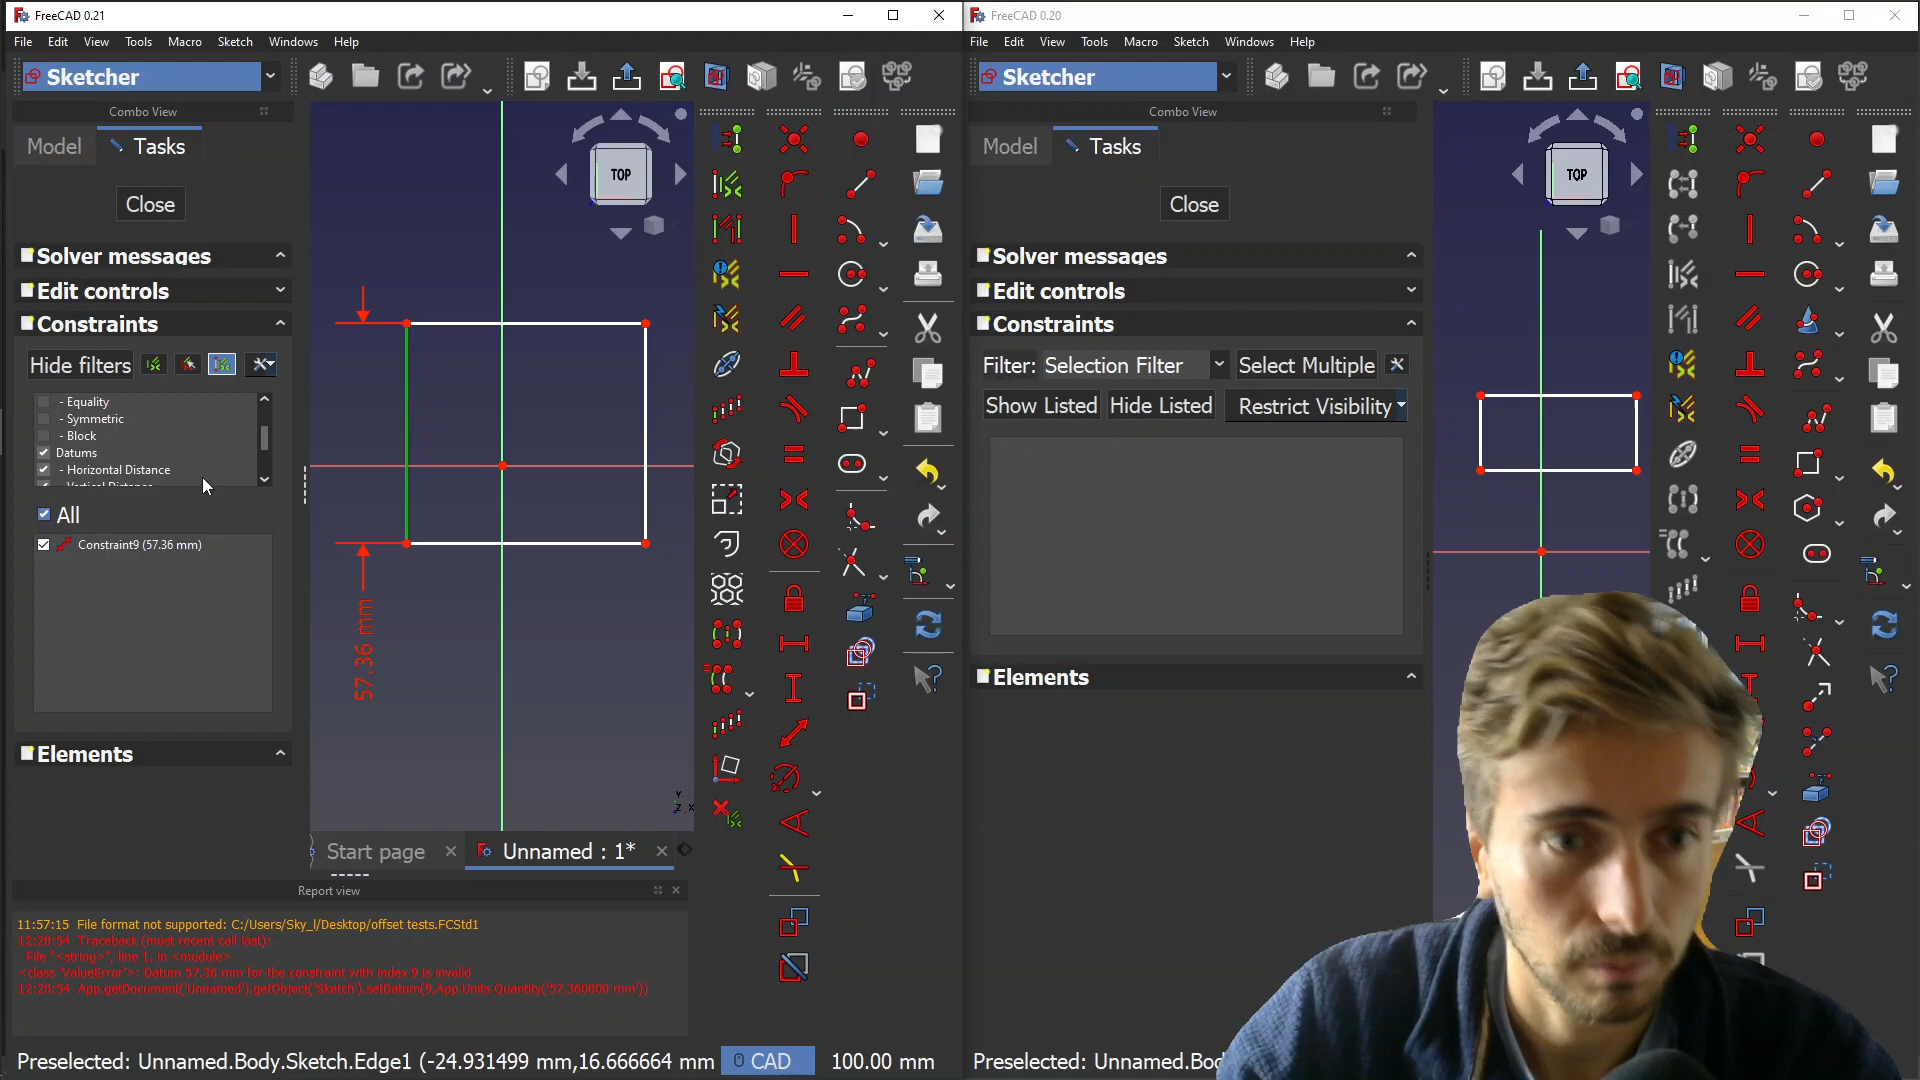 FreeCAD 0.21
File Edit View Tools Macro Sketch Windows Help
Sketcher
Combo View
Model Tasks
Close
Solver messages
Edit controls
Constraints
Hide filters
- Equality
- Symmetric
- Block
Datums
- Horizontal Distance
- Vertical Distance
All
Constraint9 (57.36 mm)
Elements
TOP
57.36 mm
Y
Z X
Start page Unnamed : 1*
Report view
11:57:15 File format not supported: C:/Users/Sky_l/Desktop/offset tests.FCStd1
12:20:54 Traceback (most recent call last):
File "<string>", line 1, in <module>
<class 'ValueError'>: Datum 57.36 mm for the constraint with index 9 is invalid
12:20:54 App.getDocument('Unnamed').getObject('Sketch').setDatum(9,App.Units.Quantity('57.360000 mm'))
Preselected: Unnamed.Body.Sketch.Edge1 (-24.931499 mm,16.666664 mm CAD 100.00 mm
FreeCAD 0.20
File Edit View Tools Macro Sketch Windows Help
Sketcher
Combo View
Model Tasks
Close
Solver messages
Edit controls
Constraints
Filter: Selection Filter Select Multiple
Show Listed Hide Listed Restrict Visibility
Elements
TOP
Preselected: Unnamed.Bod